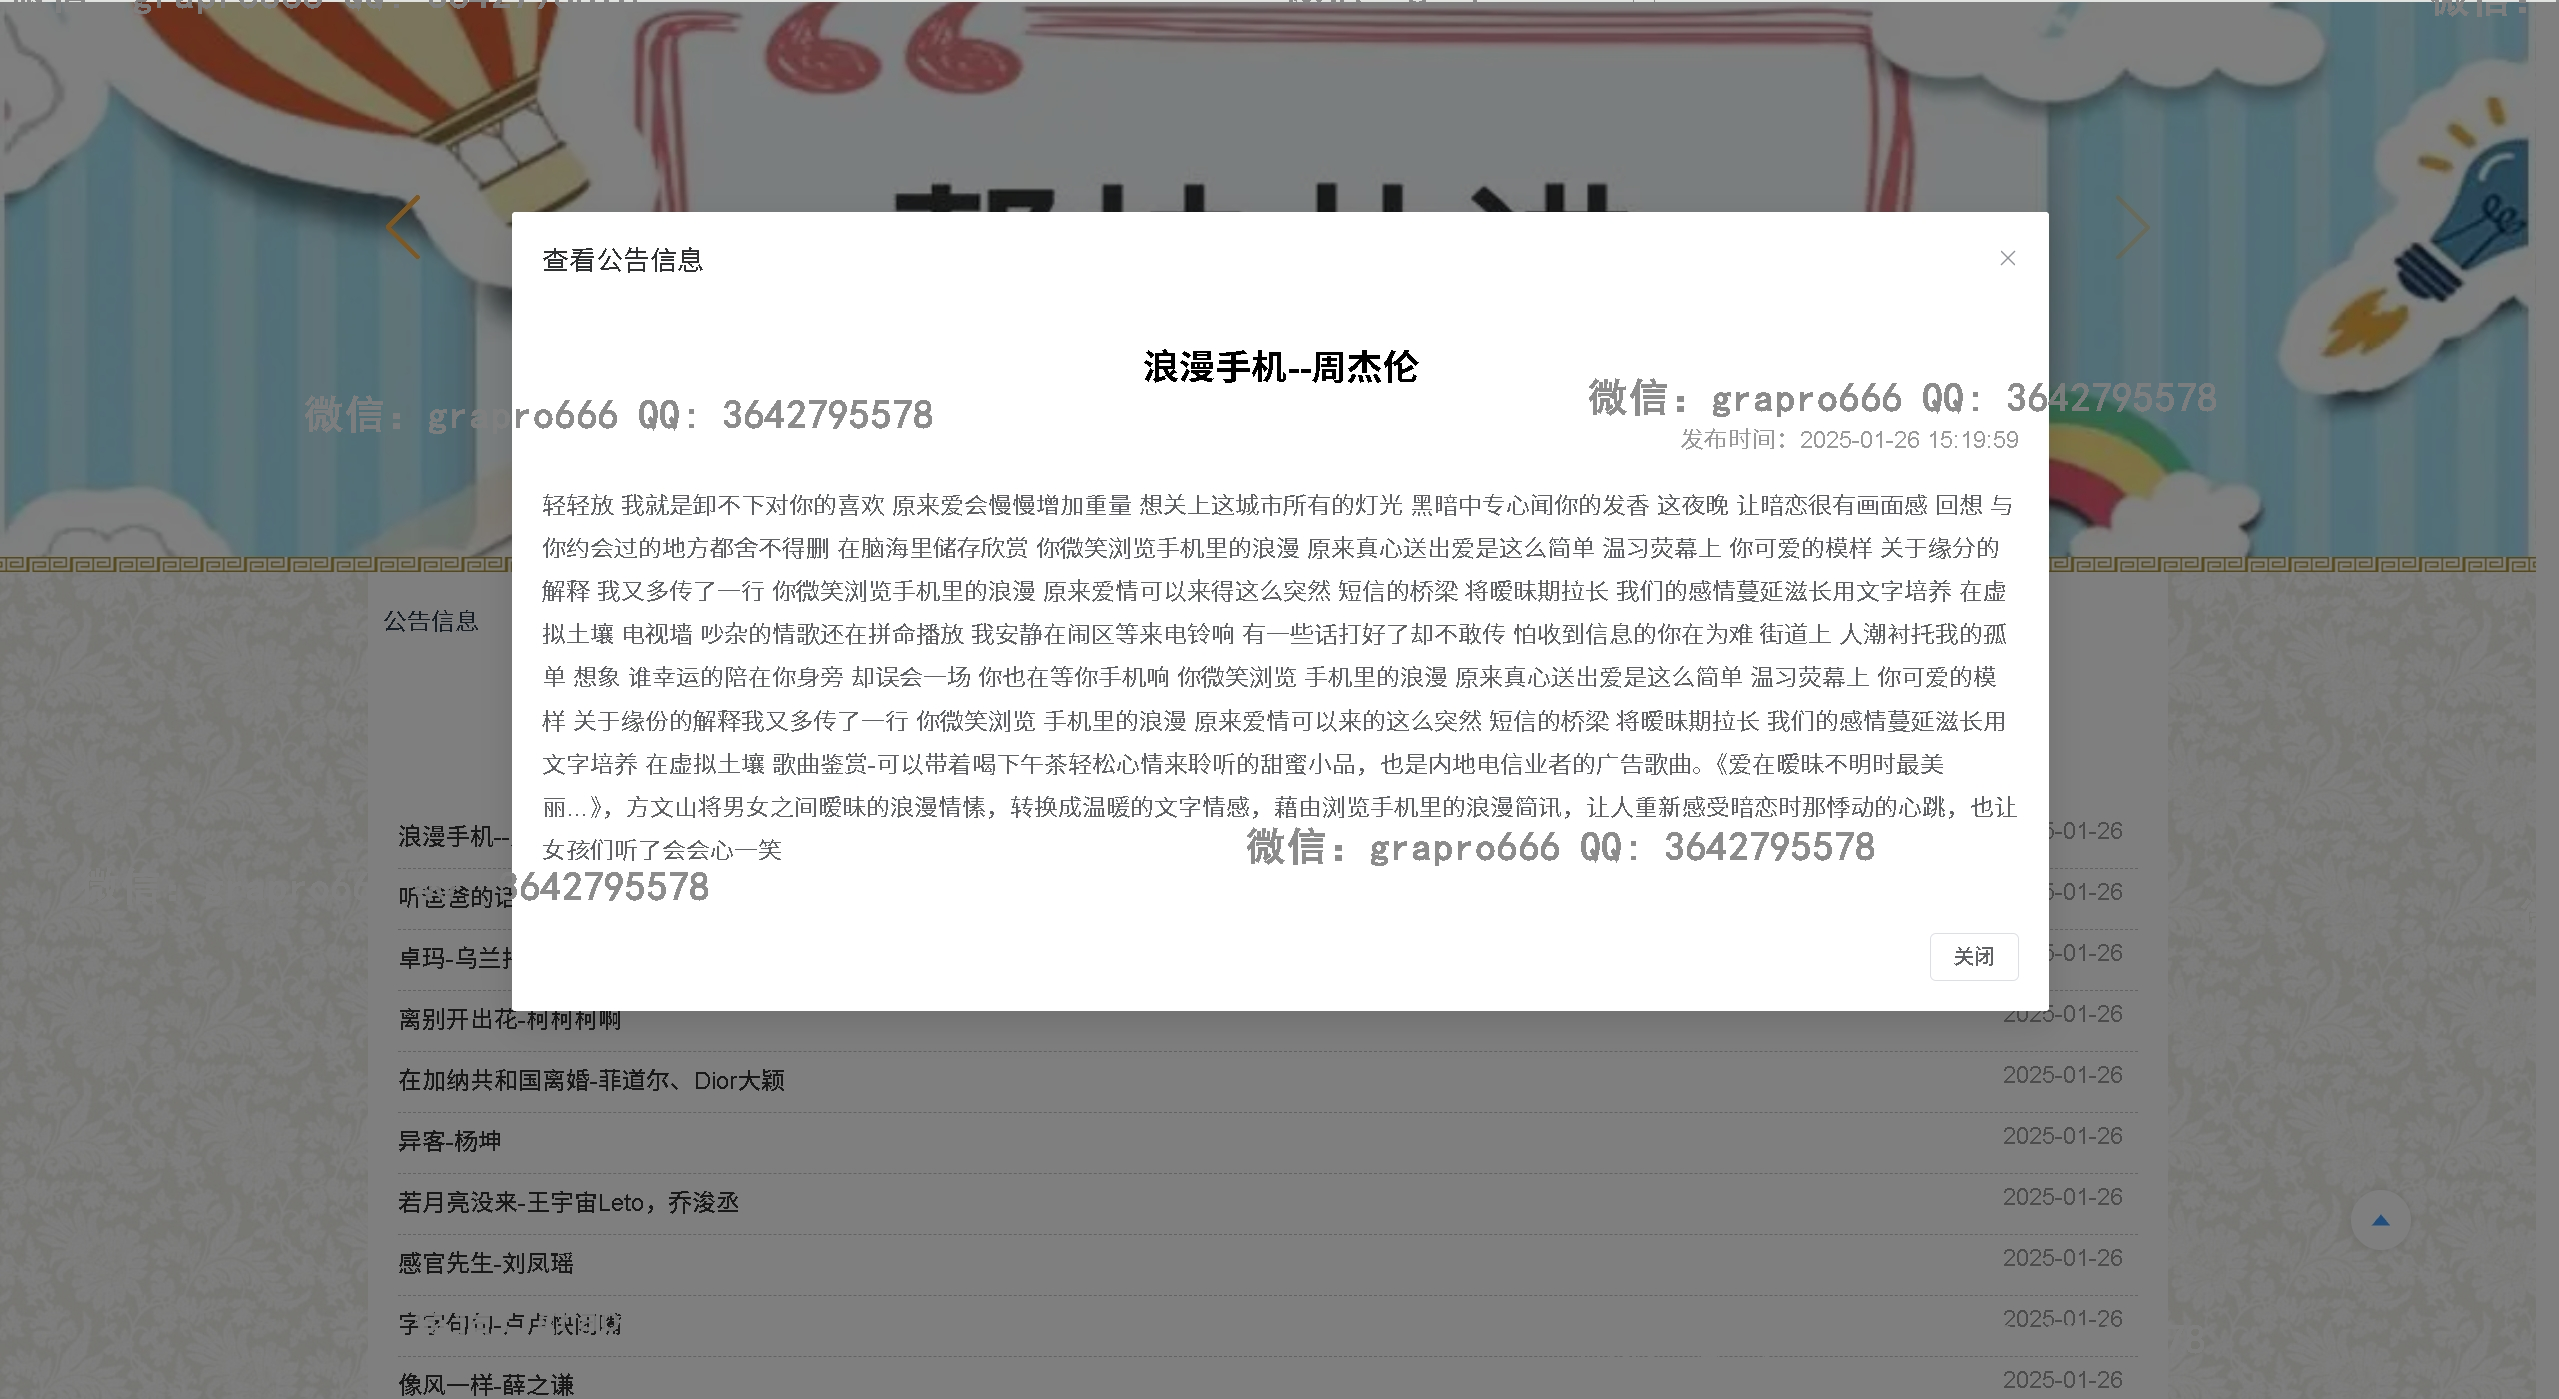 查看公告信息
浪漫手机--周杰伦
微信：grapro666 QQ：3642795578
微信：grapro666 QQ：3642795578
发布时间：2025-01-26 15:19:59
轻轻放 我就是卸不下对你的喜欢 原来爱会慢慢增加重量 想关上这城市所有的灯光 黑暗中专心闻你的发香 这夜晚 让暗恋很有画面感 回想 与
你约会过的地方都舍不得删 在脑海里储存欣赏 你微笑浏览手机里的浪漫 原来真心送出爱是这么简单 温习荧幕上 你可爱的模样 关于缘分的
解释 我又多传了一行 你微笑浏览手机里的浪漫 原来爱情可以来得这么突然 短信的桥梁 将暧昧期拉长 我们的感情蔓延滋长用文字培养 在虚
拟土壤 电视墙 吵杂的情歌还在拼命播放 我安静在闹区等来电铃响 有一些话打好了却不敢传 怕收到信息的你在为难 街道上 人潮衬托我的孤
单 想象 谁幸运的陪在你身旁 却误会一场 你也在等你手机响 你微笑浏览 手机里的浪漫 原来真心送出爱是这么简单 温习荧幕上 你可爱的模
样 关于缘份的解释我又多传了一行 你微笑浏览 手机里的浪漫 原来爱情可以来的这么突然 短信的桥梁 将暧昧期拉长 我们的感情蔓延滋长用
文字培养 在虚拟土壤 歌曲鉴赏-可以带着喝下午茶轻松心情来聆听的甜蜜小品，也是内地电信业者的广告歌曲。《爱在暧昧不明时最美
丽...》，方文山将男女之间暧昧的浪漫情愫，转换成温暖的文字情感，藉由浏览手机里的浪漫简讯，让人重新感受暗恋时那悸动的心跳，也让
女孩们听了会会心一笑
微信：grapro666 QQ：3642795578
3642795578
关闭
公告信息
浪漫手机--
5-01-26
5-01-26
卓玛-乌兰
5-01-26
离别开出花-柯柯柯啊
2025-01-26
在加纳共和国离婚-菲道尔、Dior大颖
2025-01-26
异客-杨坤
2025-01-26
若月亮没来-王宇宙Leto，乔浚丞
2025-01-26
感官先生-刘凤瑶
2025-01-26
2025-01-26
像风一样-薛之谦
2025-01-26